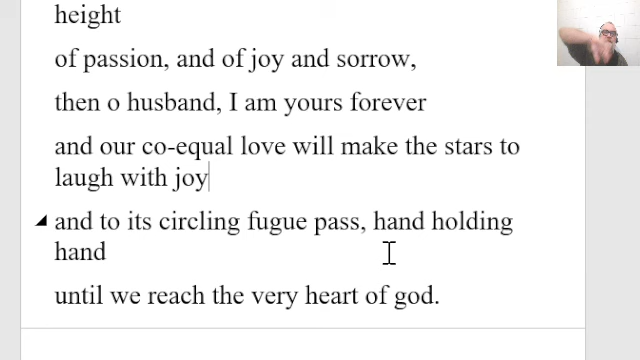 height
of passion, and of joy and sorrow,
then o husband, I am yours forever
and our co-equal love will make the stars to
laugh with joy
and to its circling fugue pass, hand holding
hand
until we reach the very heart of god.